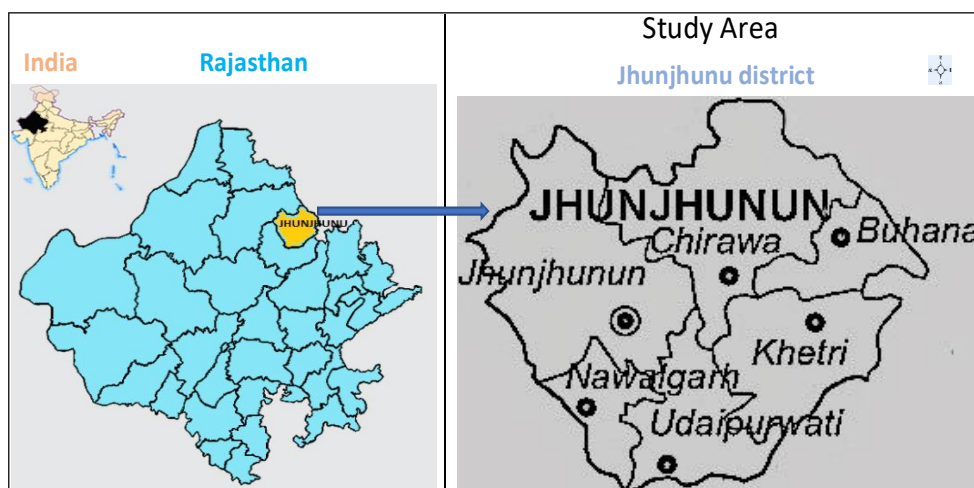 India
Rajasthan
JHUNJHUNU
Study Area
Jhunjhunu district
N
JHUNJHUNUN
Buhana
Chirawa
Jhunjhunun
Khetri
Nawalgarh
Udaipurwati